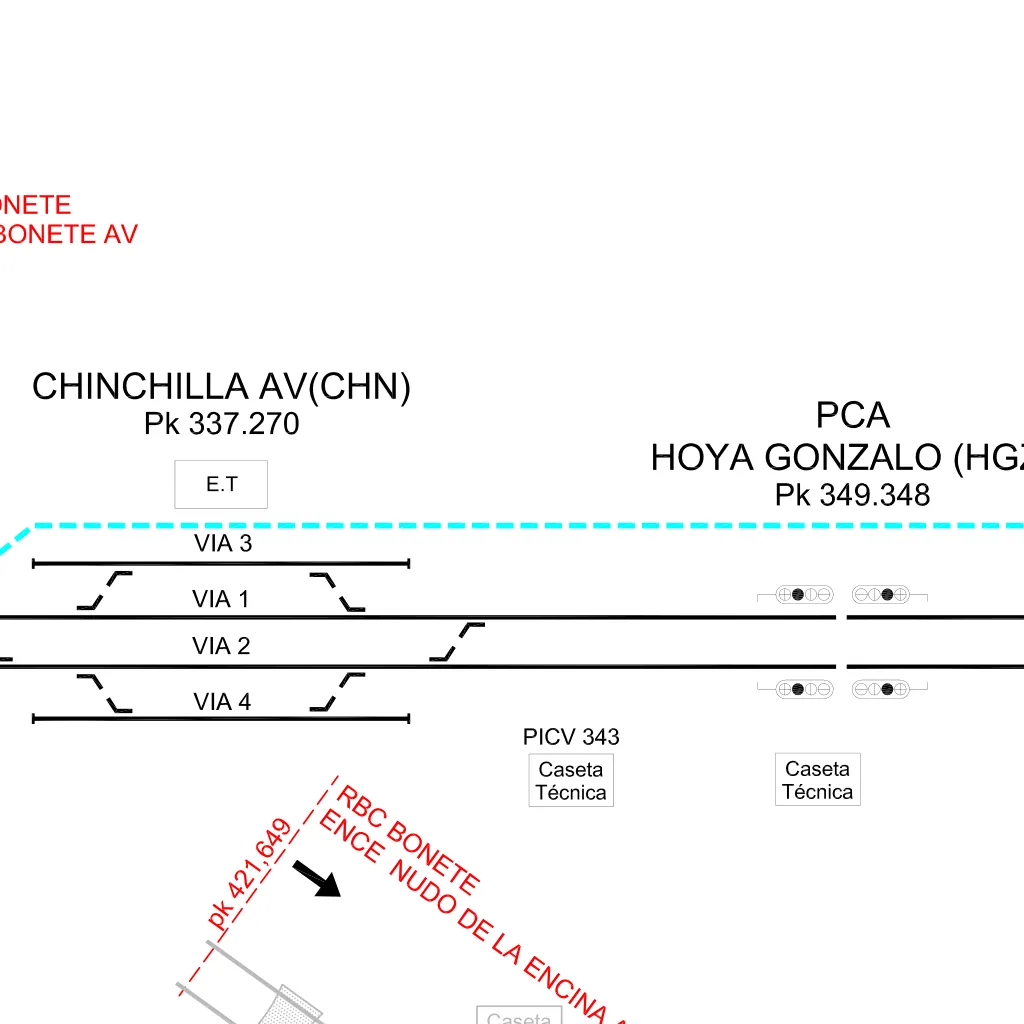 BONETE AV
CHINCHILLA AV(CHN)
Pk 337.270
E.T
PCA
HOYA GONZALO
Pk 349.348
VIA 3
VIA 1
VIA 2
VIA 4
PICV 343
Caseta
Técnica
Caseta
Técnica
pk 421,649
RBC BONETE
ENCE NUDO DE LA ENCINA
Caseta